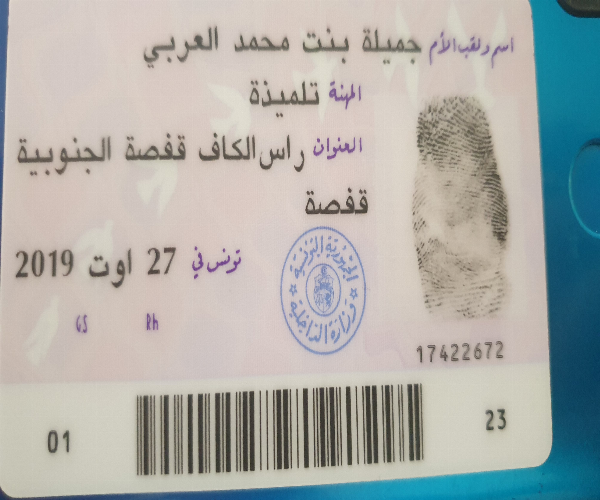 اسم ولقب الأم جميلة بنت محمد العربي
المهنة تلميذة
العنوان راس الكاف قفصة الجنوبية
قفصة
تونس في 27 اوت 2019
GS Rh
الجمهورية التونسية
وزارة الداخلية
17422672
01
23